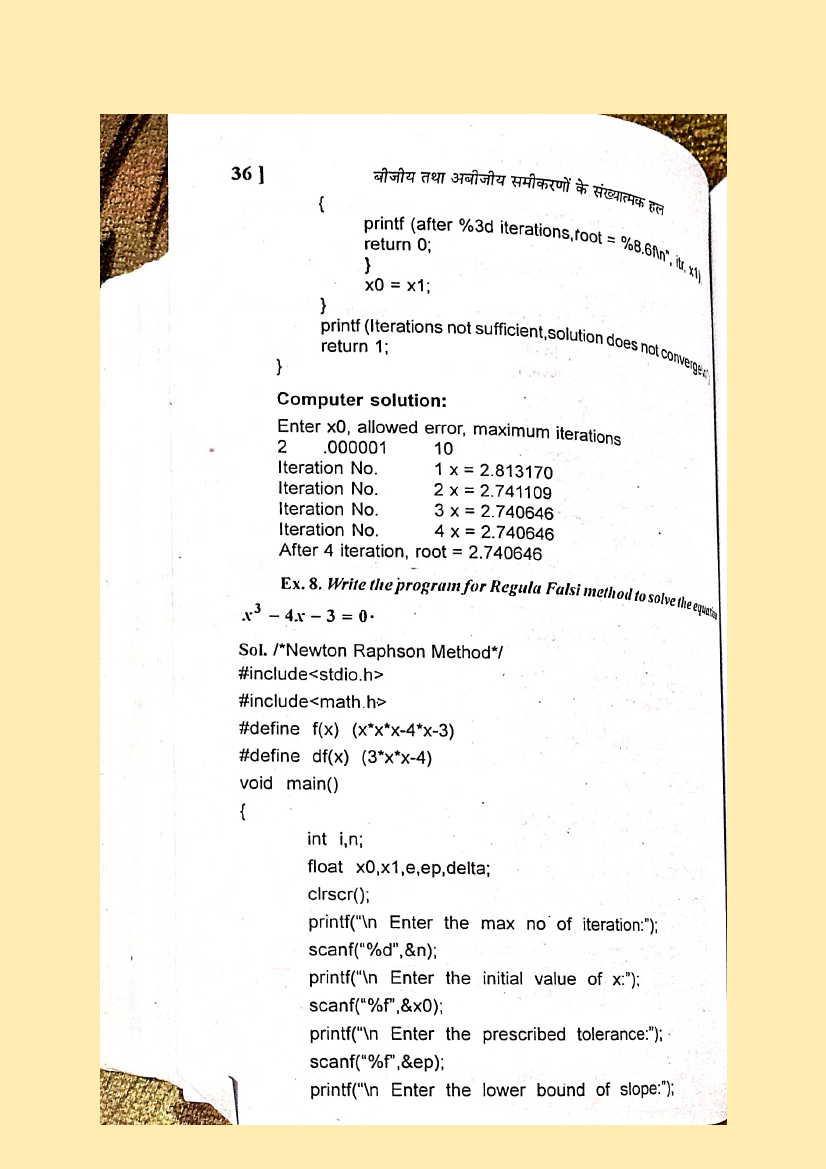 36 ]
बीजीय तथा अबीजीय समीकरणों के संख्यात्मक हल
{
printf (after %3d iterations,root = %8.6f\n", itr, x1)
return 0;
}
x0 = x1;
}
printf (Iterations not sufficient,solution does not converge
return 1;
}
Computer solution:
Enter x0, allowed error, maximum iterations
2 .000001 10
Iteration No. 1 x = 2.813170
Iteration No. 2 x = 2.741109
Iteration No. 3 x = 2.740646
Iteration No. 4 x = 2.740646
After 4 iteration, root = 2.740646
Ex. 8. Write the program for Regula Falsi method to solve the equation
x³ – 4x – 3 = 0·
Sol. /*Newton Raphson Method*/
#include<stdio.h>
#include<math.h>
#define f(x) (x*x*x-4*x-3)
#define df(x) (3*x*x-4)
void main()
{
int i,n;
float x0,x1,e,ep,delta;
clrscr();
printf("\n Enter the max no of iteration:");
scanf("%d",&n);
printf("\n Enter the initial value of x:");
scanf("%f",&x0);
printf("\n Enter the prescribed tolerance:");
scanf("%f",&ep);
printf("\n Enter the lower bound of slope:");